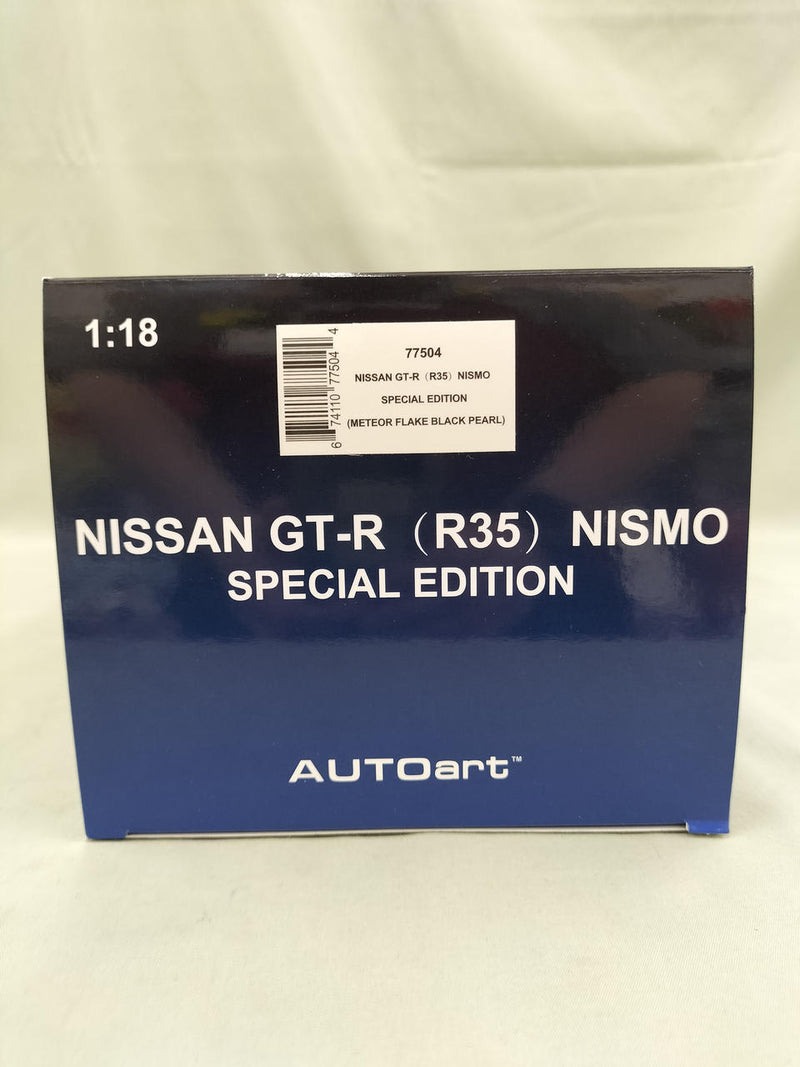 1:18
77504
NISSAN GT-R（R35）NISMO
SPECIAL EDITION
(METEOR FLAKE BLACK PEARL)
6 74110 77504 4
NISSAN GT-R（R35）NISMO
SPECIAL EDITION
AUTOart™